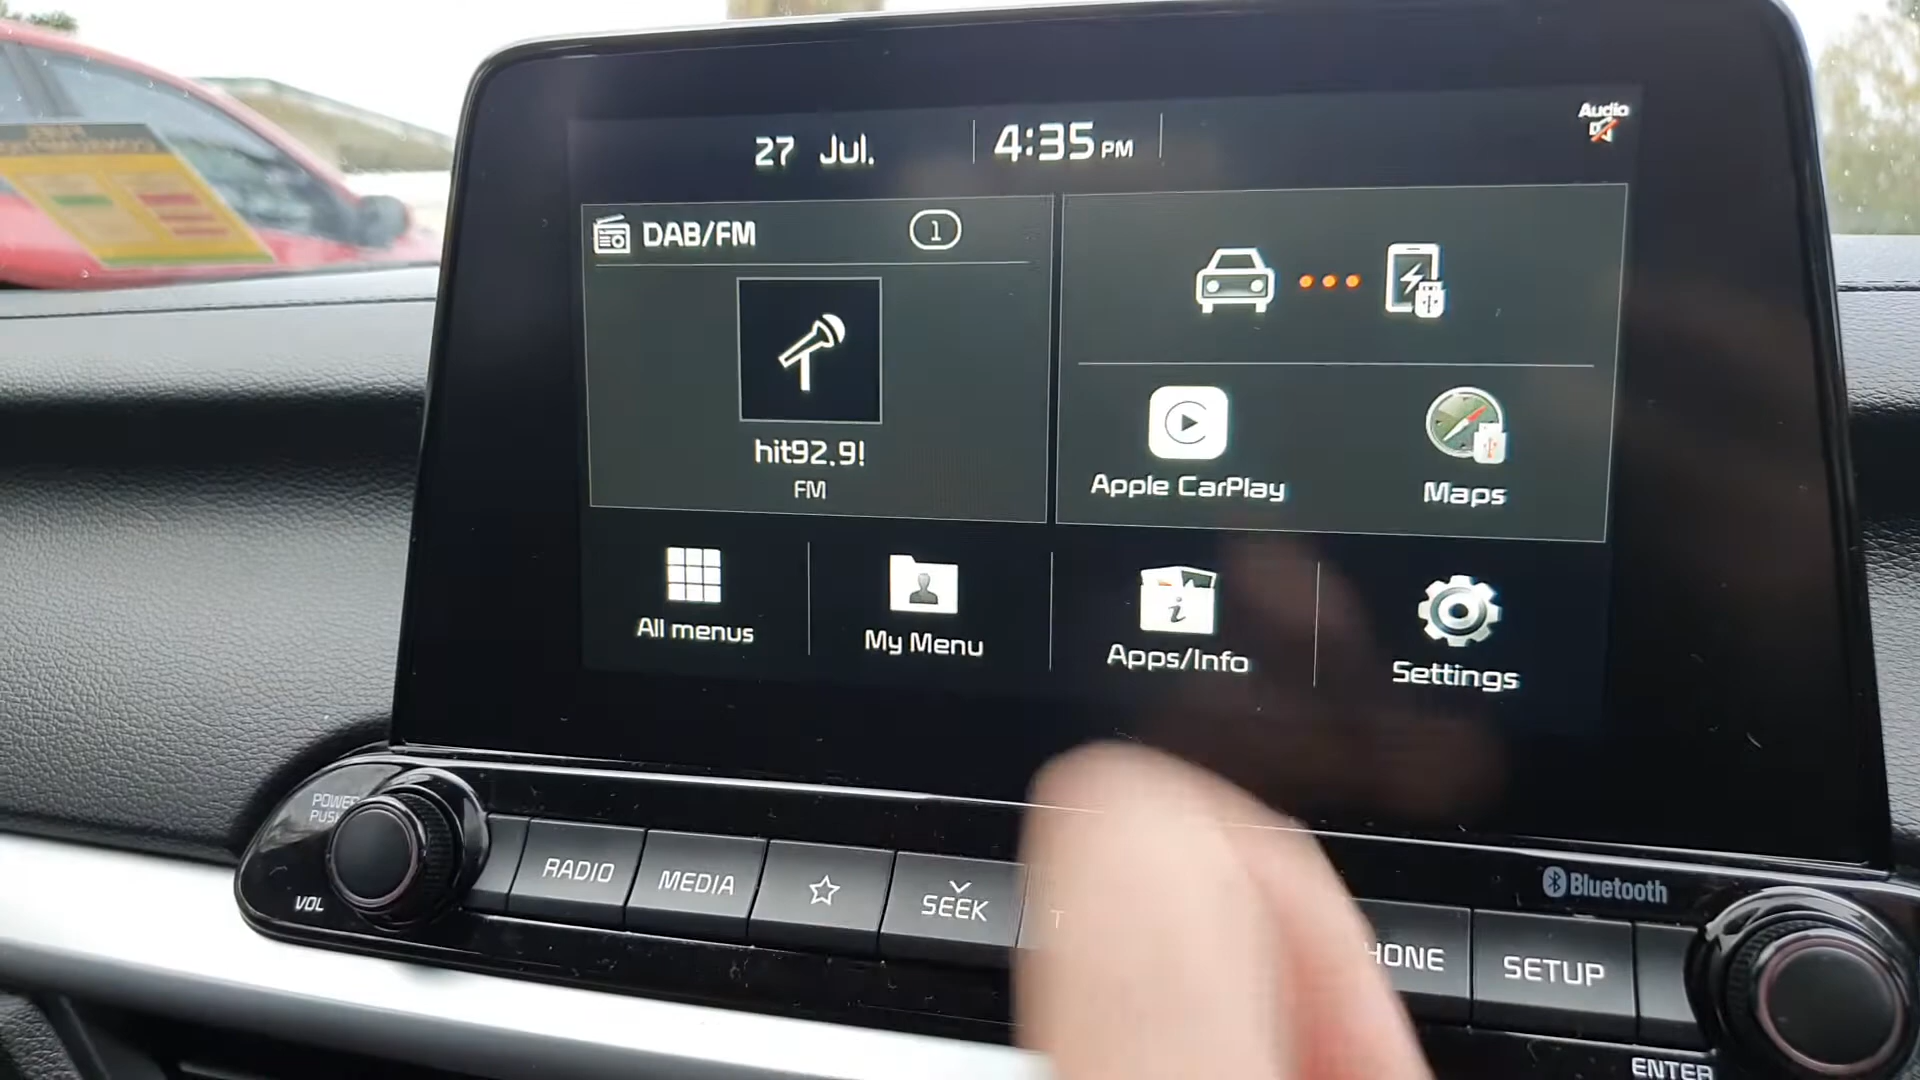 27 Jul.
4:35 PM
Audio
DAB/FM
1
hit92.9!
FM
Apple CarPlay
Maps
All menus
My Menu
Apps/Info
Settings
POWER
PUSH
VOL
RADIO
MEDIA
SEEK
T
HONE
SETUP
Bluetooth
ENTER